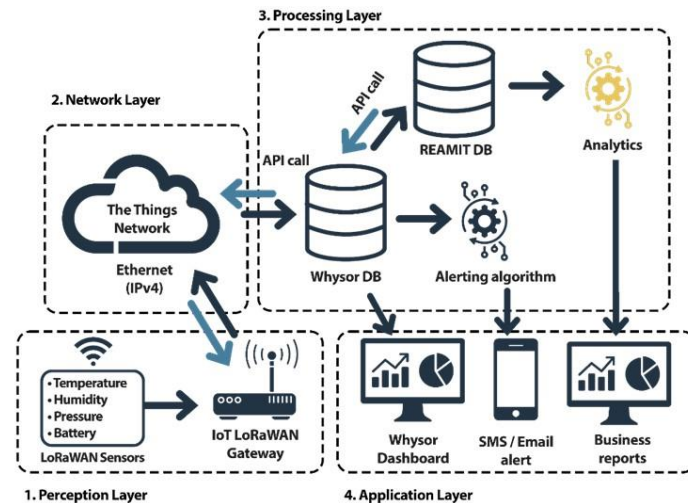 3. Processing Layer
2. Network Layer
API call
REAMIT DB
Analytics
API call
The Things
Network
Ethernet
(IPv4)
Whysor DB
Alerting algorithm
• Temperature
• Humidity
• Pressure
• Battery
LoRaWAN Sensors
IoT LoRaWAN
Gateway
Whysor
Dashboard
SMS / Email
alert
Business
reports
1. Perception Layer
4. Application Layer